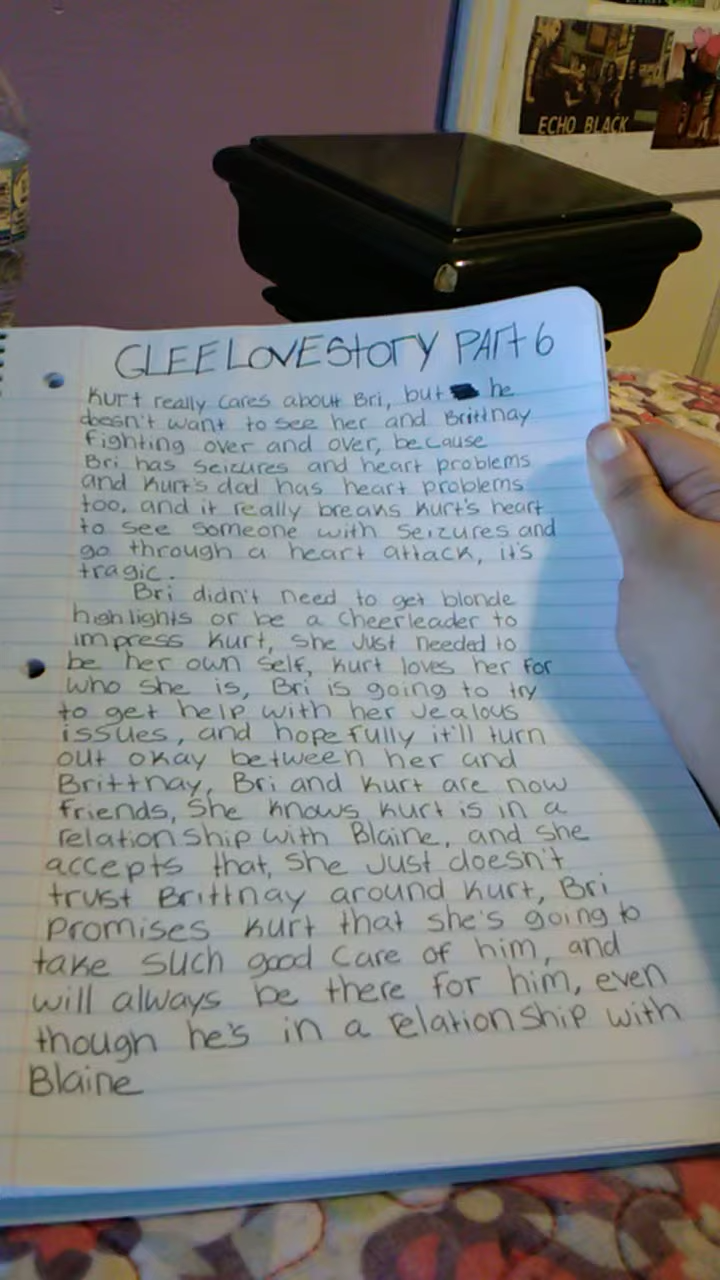 ECHO BLACK
GLEE LOVE StorY PArt 6
Kurt really cares about Bri, but he
doesn't want to see her and Brittnay
fighting over and over, because
Bri has seizures and heart problems
and Kurt's dad has heart problems
too, and it really breaks Kurt's heart
to see someone with seizures and
go through a heart attack, it's
tragic.
Bri didn't need to get blonde
highlights or be a cheerleader to
impress Kurt, she just needed to
be her own self, Kurt loves her for
who she is, Bri is going to try
to get help with her jealous
issues, and hopefully it'll turn
out okay between her and
Brittnay, Bri and Kurt are now
friends, She knows Kurt is in a
relationship with Blaine, and she
accepts that, she just doesn't
trust Brittnay around Kurt, Bri
promises Kurt that she's going to
take such good care of him, and
will always be there for him, even
though he's in a relationship with
Blaine